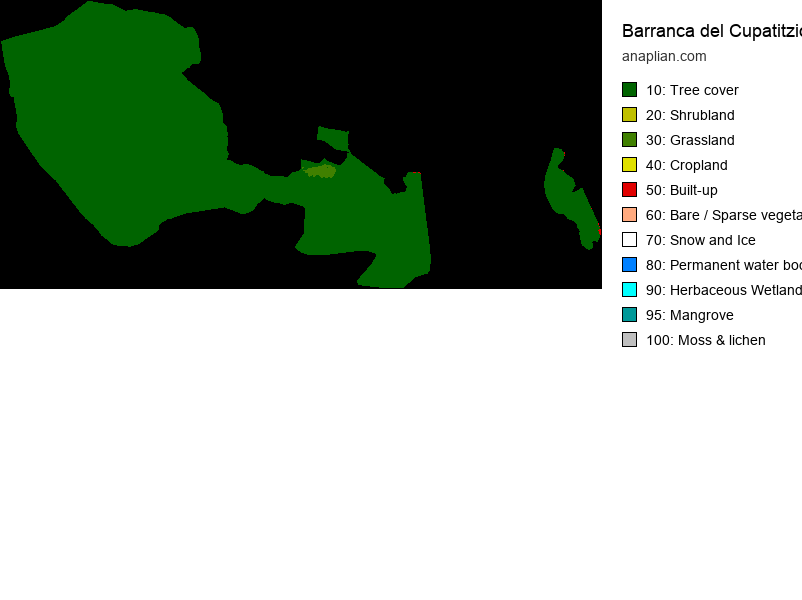 Barranca del Cupatitzio
anaplian.com
10: Tree cover
20: Shrubland
30: Grassland
40: Cropland
50: Built-up
60: Bare / Sparse vegeta
70: Snow and Ice
80: Permanent water bo
90: Herbaceous Wetland
95: Mangrove
100: Moss & lichen